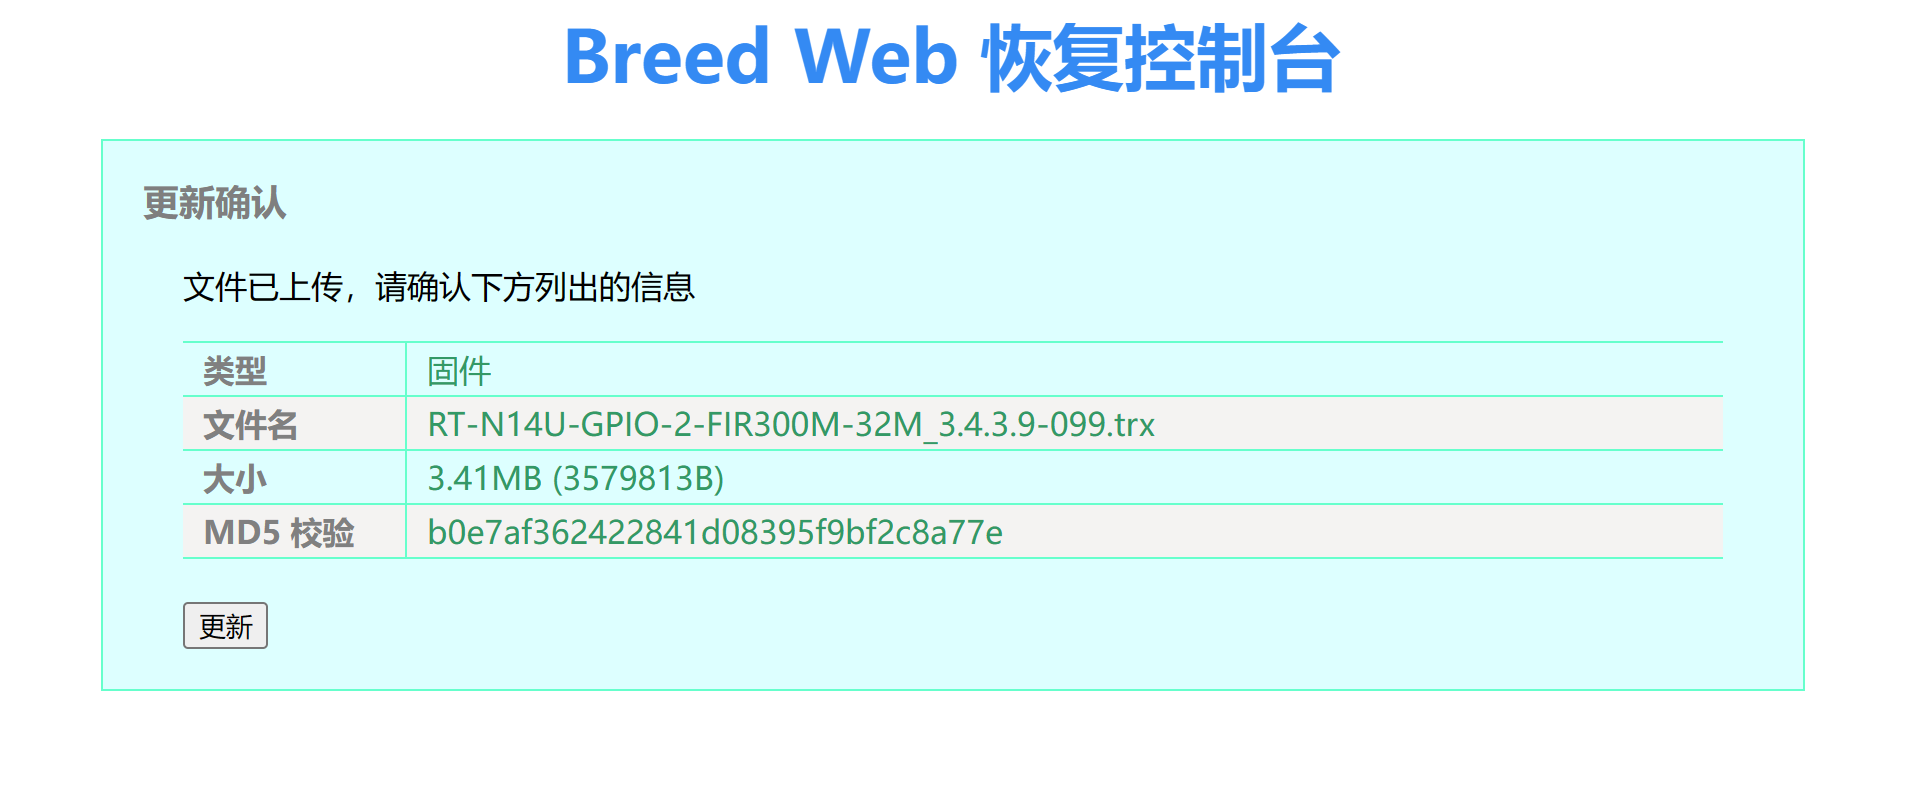 Breed Web 恢复控制台
更新确认
文件已上传，请确认下方列出的信息
类型 固件
文件名 RT-N14U-GPIO-2-FIR300M-32M_3.4.3.9-099.trx
大小 3.41MB (3579813B)
MD5 校验 b0e7af362422841d08395f9bf2c8a77e
更新